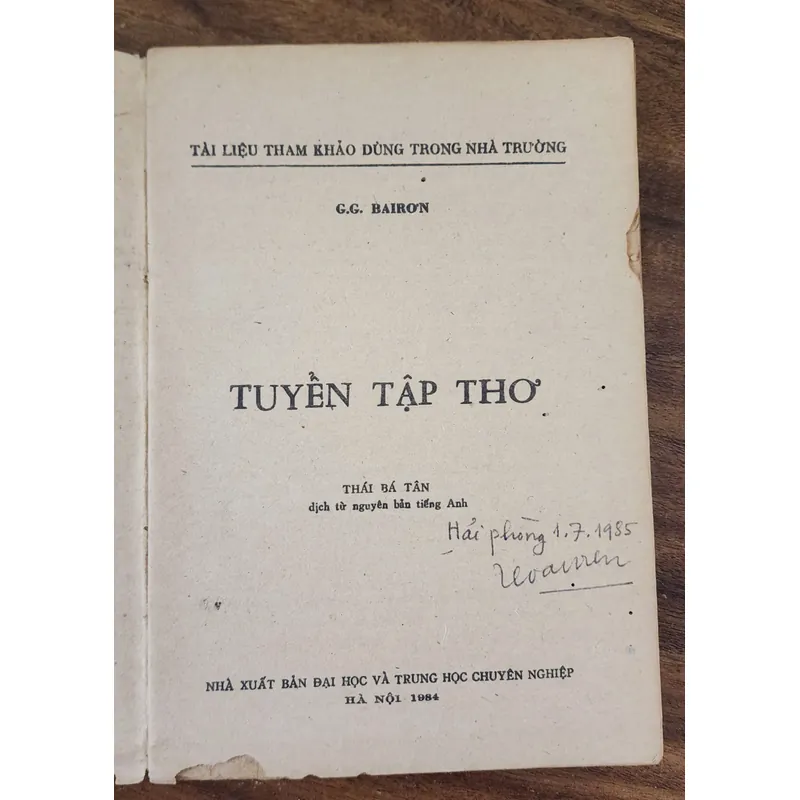 TÀI LIỆU THAM KHẢO DÙNG TRONG NHÀ TRƯỜNG
G.G. BAIRƠN
TUYỂN TẬP THƠ
THÁI BÁ TÂN
dịch từ nguyên bản tiếng Anh
Hải phòng 1.7.1985
NHÀ XUẤT BẢN ĐẠI HỌC VÀ TRUNG HỌC CHUYÊN NGHIỆP
HÀ NỘI 1984